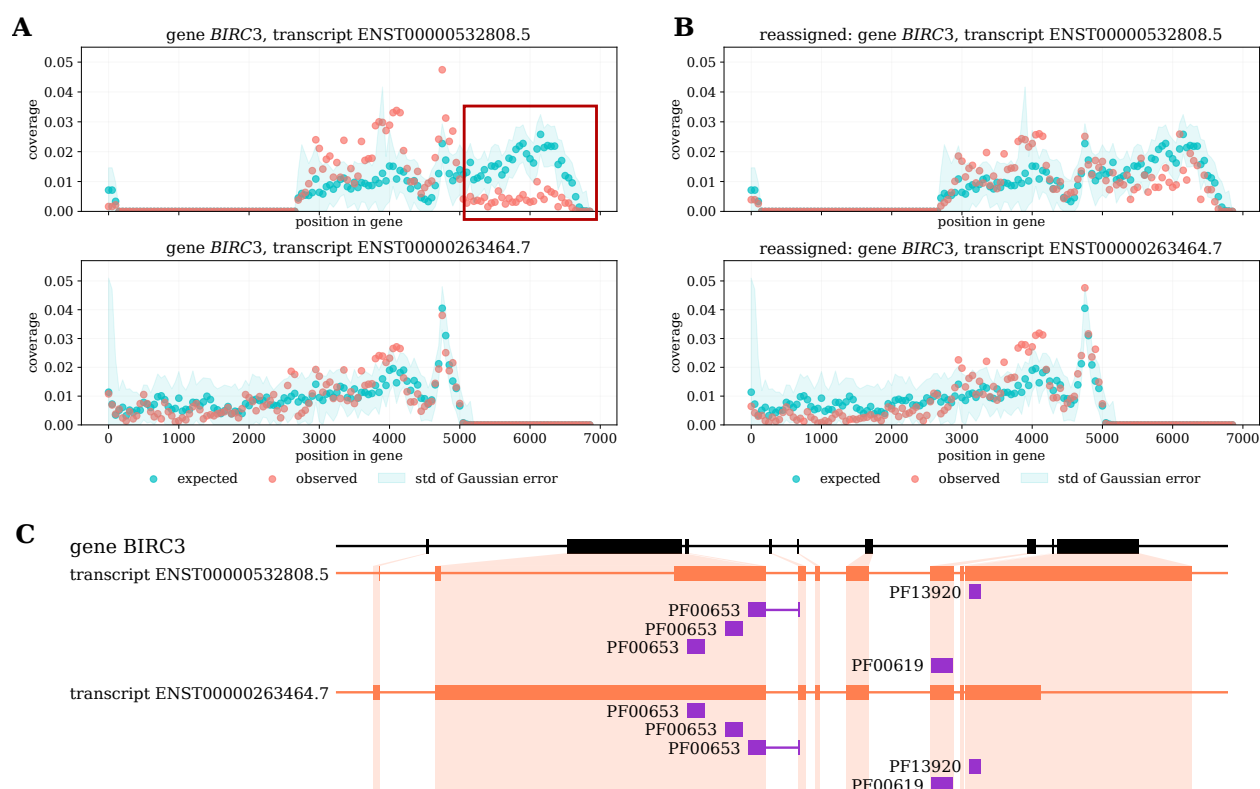 A
gene BIRC3, transcript ENST00000532808.5
coverage
0.05
0.04
0.03
0.02
0.01
0.00
position in gene
gene BIRC3, transcript ENST00000263464.7
coverage
0.05
0.04
0.03
0.02
0.01
0.00
0 1000 2000 3000 4000 5000 6000 7000
position in gene
expected observed std of Gaussian error
B
reassigned: gene BIRC3, transcript ENST00000532808.5
coverage
0.05
0.04
0.03
0.02
0.01
0.00
position in gene
reassigned: gene BIRC3, transcript ENST00000263464.7
coverage
0.05
0.04
0.03
0.02
0.01
0.00
0 1000 2000 3000 4000 5000 6000 7000
position in gene
expected observed std of Gaussian error
C
gene BIRC3
transcript ENST00000532808.5
PF13920
PF00653
PF00653
PF00653
PF00619
transcript ENST00000263464.7
PF00653
PF00653
PF00653
PF13920
PF00619